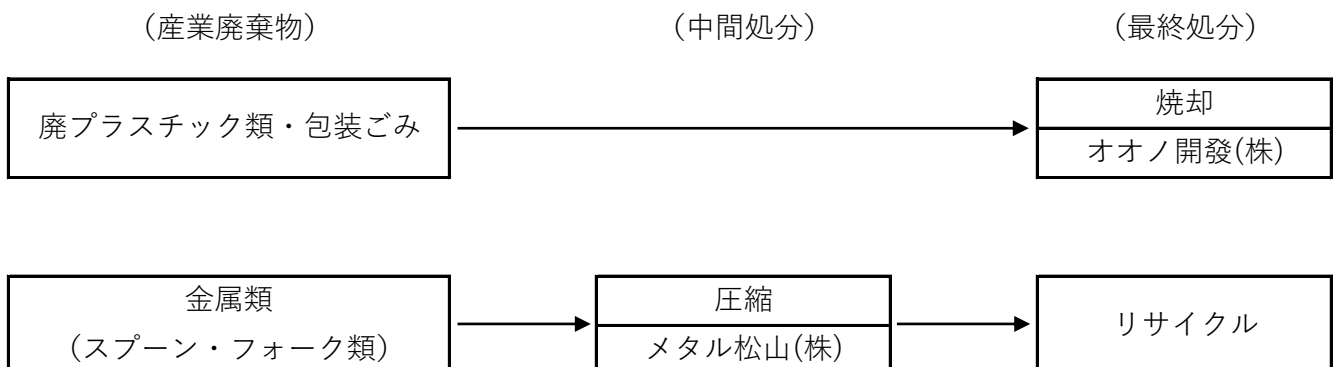 (産業廃棄物)
(中間処分)
(最終処分)
廃プラスチック類・包装ごみ
焼却
オオノ開發(株)
金属類
(スプーン・フォーク類)
圧縮
メタル松山(株)
リサイクル